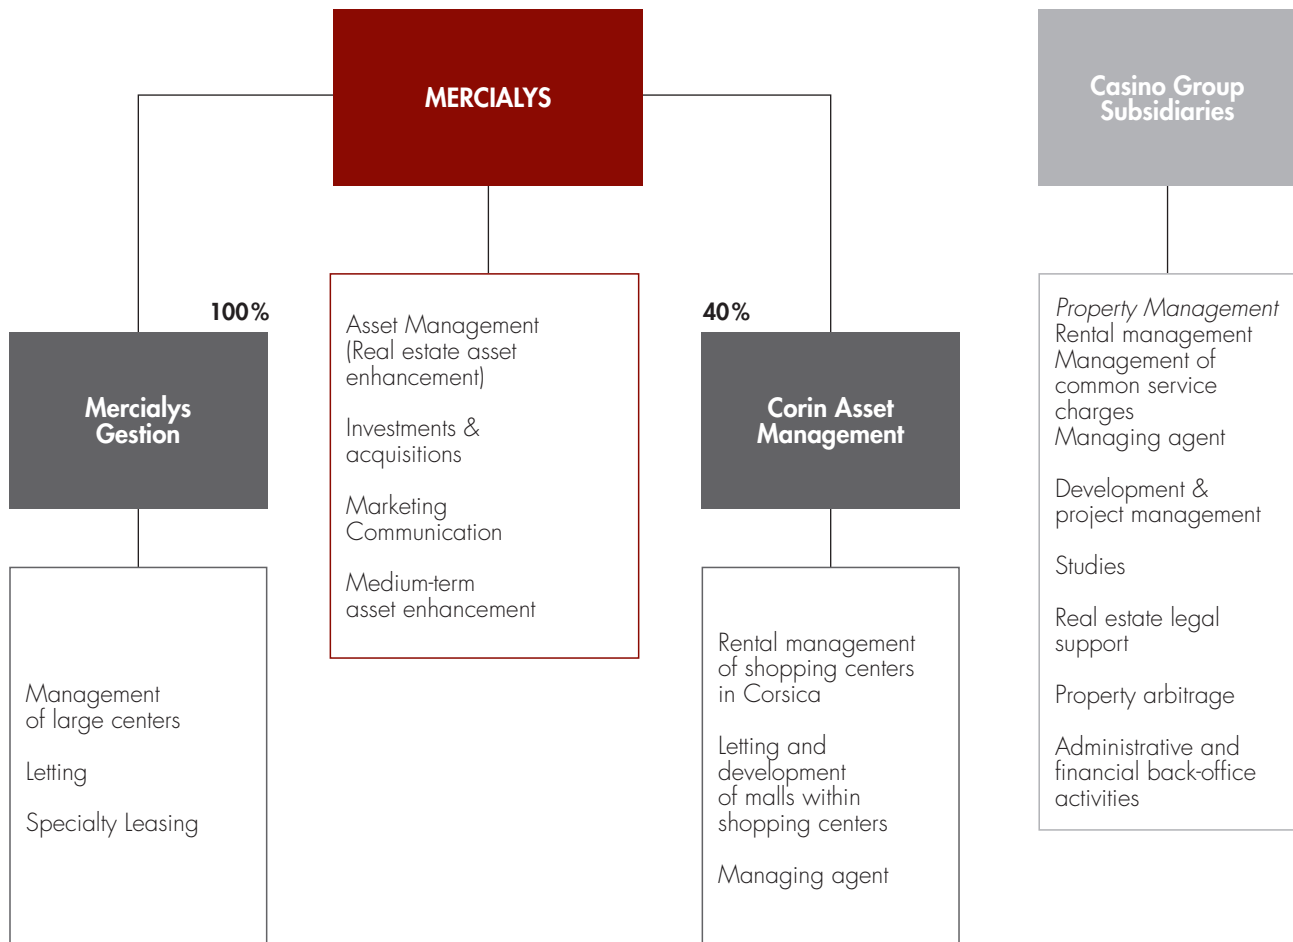 MERCIALYS
Casino Group
Subsidiaries
100%
Mercialys
Gestion
Asset Management
(Real estate asset
enhancement)
Investments &
acquisitions
Marketing
Communication
Medium-term
asset enhancement
40%
Corin Asset
Management
Property Management
Rental management
Management of
common service
charges
Managing agent
Development &
project management
Studies
Real estate legal
support
Property arbitrage
Administrative and
financial back-office
activities
Management
of large centers
Letting
Specialty Leasing
Rental management
of shopping centers
in Corsica
Letting and
development
of malls within
shopping centers
Managing agent